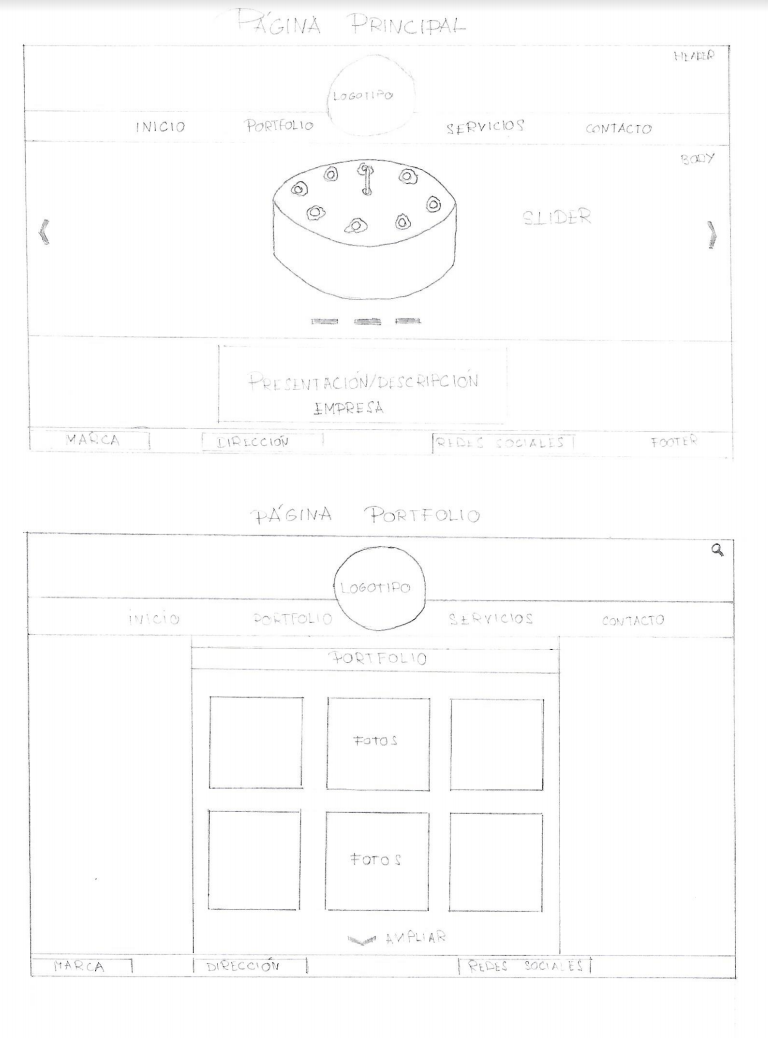 PÁGINA PRINCIPAL
HEADER
LOGOTIPO
INICIO PORTFOLIO SERVICIOS CONTACTO
BODY
SLIDER
PRESENTACIÓN/DESCRIPCIÓN
EMPRESA
MARCA DIRECCIÓN REDES SOCIALES FOOTER
PÁGINA PORTFOLIO
LOGOTIPO
INICIO PORTFOLIO SERVICIOS CONTACTO
PORTFOLIO
FOTOS
FOTOS
AMPLIAR
MARCA DIRECCIÓN REDES SOCIALES